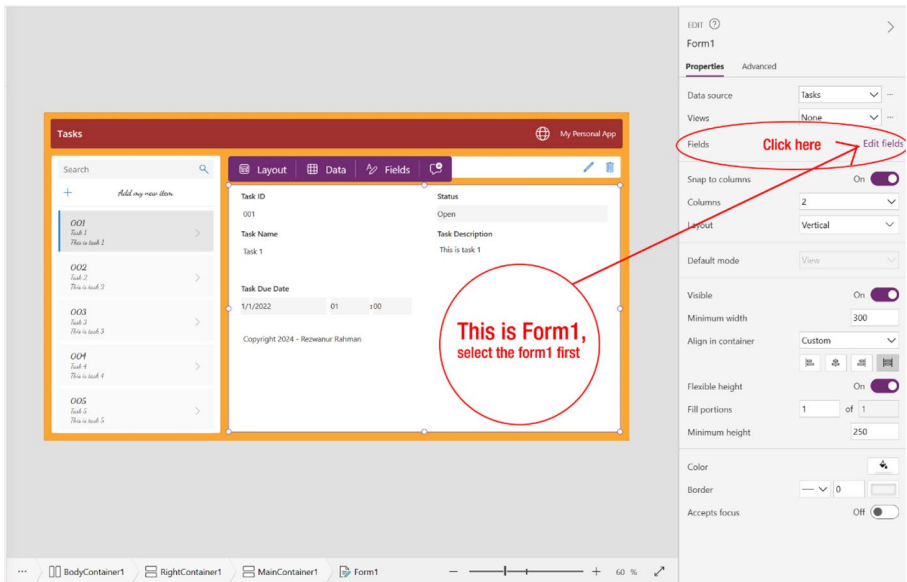 Tasks
My Personal App
Search
Layout
Data
Fields
+
Add my new item
001
Task 1
This is task 1
002
Task 2
This is task 3
003
Task 3
This is task 3
004
Task 4
This is task 4
005
Task 5
This is task 5
Task ID
Status
001
Open
Task Name
Task Description
Task 1
This is task 1
Task Due Date
1/1/2022
01
:00
Copyright 2024 - Rezwanur Rahman
This is Form1,
select the form1 first
EDIT ?
Form1
Properties Advanced
Data source Tasks
Views None
Fields Click here Edit fields
Snap to columns On
Columns 2
Layout Vertical
Default mode View
Visible On
Minimum width 300
Align in container Custom
Flexible height On
Fill portions 1 of 1
Minimum height 250
Color
Border 0
Accepts focus Off
... BodyContainer1 RightContainer1 MainContainer1 Form1 - + 60 %